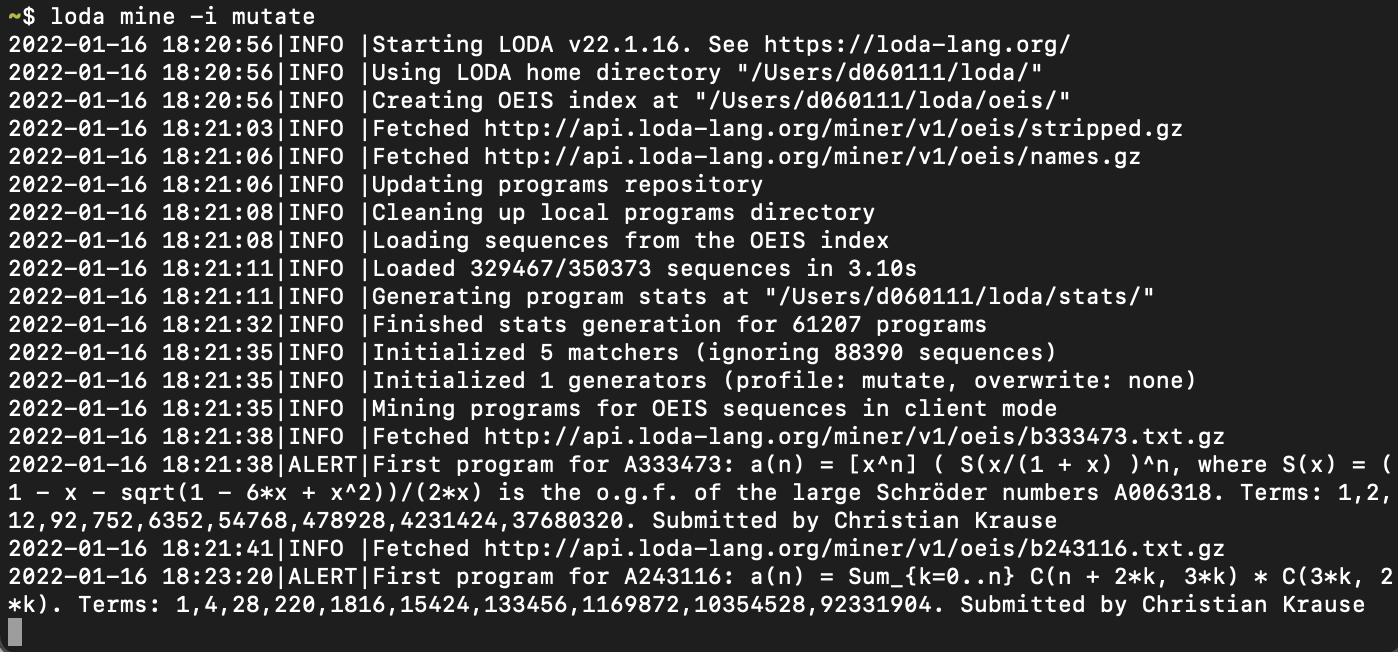 ~$ loda mine -i mutate
2022-01-16 18:20:56|INFO |Starting LODA v22.1.16. See https://loda-lang.org/
2022-01-16 18:20:56|INFO |Using LODA home directory "/Users/d060111/loda/"
2022-01-16 18:20:56|INFO |Creating OEIS index at "/Users/d060111/loda/oeis/"
2022-01-16 18:21:03|INFO |Fetched http://api.loda-lang.org/miner/v1/oeis/stripped.gz
2022-01-16 18:21:06|INFO |Fetched http://api.loda-lang.org/miner/v1/oeis/names.gz
2022-01-16 18:21:06|INFO |Updating programs repository
2022-01-16 18:21:08|INFO |Cleaning up local programs directory
2022-01-16 18:21:08|INFO |Loading sequences from the OEIS index
2022-01-16 18:21:11|INFO |Loaded 329467/350373 sequences in 3.10s
2022-01-16 18:21:11|INFO |Generating program stats at "/Users/d060111/loda/stats/"
2022-01-16 18:21:32|INFO |Finished stats generation for 61207 programs
2022-01-16 18:21:35|INFO |Initialized 5 matchers (ignoring 88390 sequences)
2022-01-16 18:21:35|INFO |Initialized 1 generators (profile: mutate, overwrite: none)
2022-01-16 18:21:35|INFO |Mining programs for OEIS sequences in client mode
2022-01-16 18:21:38|INFO |Fetched http://api.loda-lang.org/miner/v1/oeis/b333473.txt.gz
2022-01-16 18:21:38|ALERT|First program for A333473: a(n) = [x^n] ( S(x/(1 + x) )^n, where S(x) = (
1 - x - sqrt(1 - 6*x + x^2))/(2*x) is the o.g.f. of the large Schröder numbers A006318. Terms: 1,2,
12,92,752,6352,54768,478928,4231424,37680320. Submitted by Christian Krause
2022-01-16 18:21:41|INFO |Fetched http://api.loda-lang.org/miner/v1/oeis/b243116.txt.gz
2022-01-16 18:23:20|ALERT|First program for A243116: a(n) = Sum_{k=0..n} C(n + 2*k, 3*k) * C(3*k, 2
*k). Terms: 1,4,28,220,1816,15424,133456,1169872,10354528,92331904. Submitted by Christian Krause